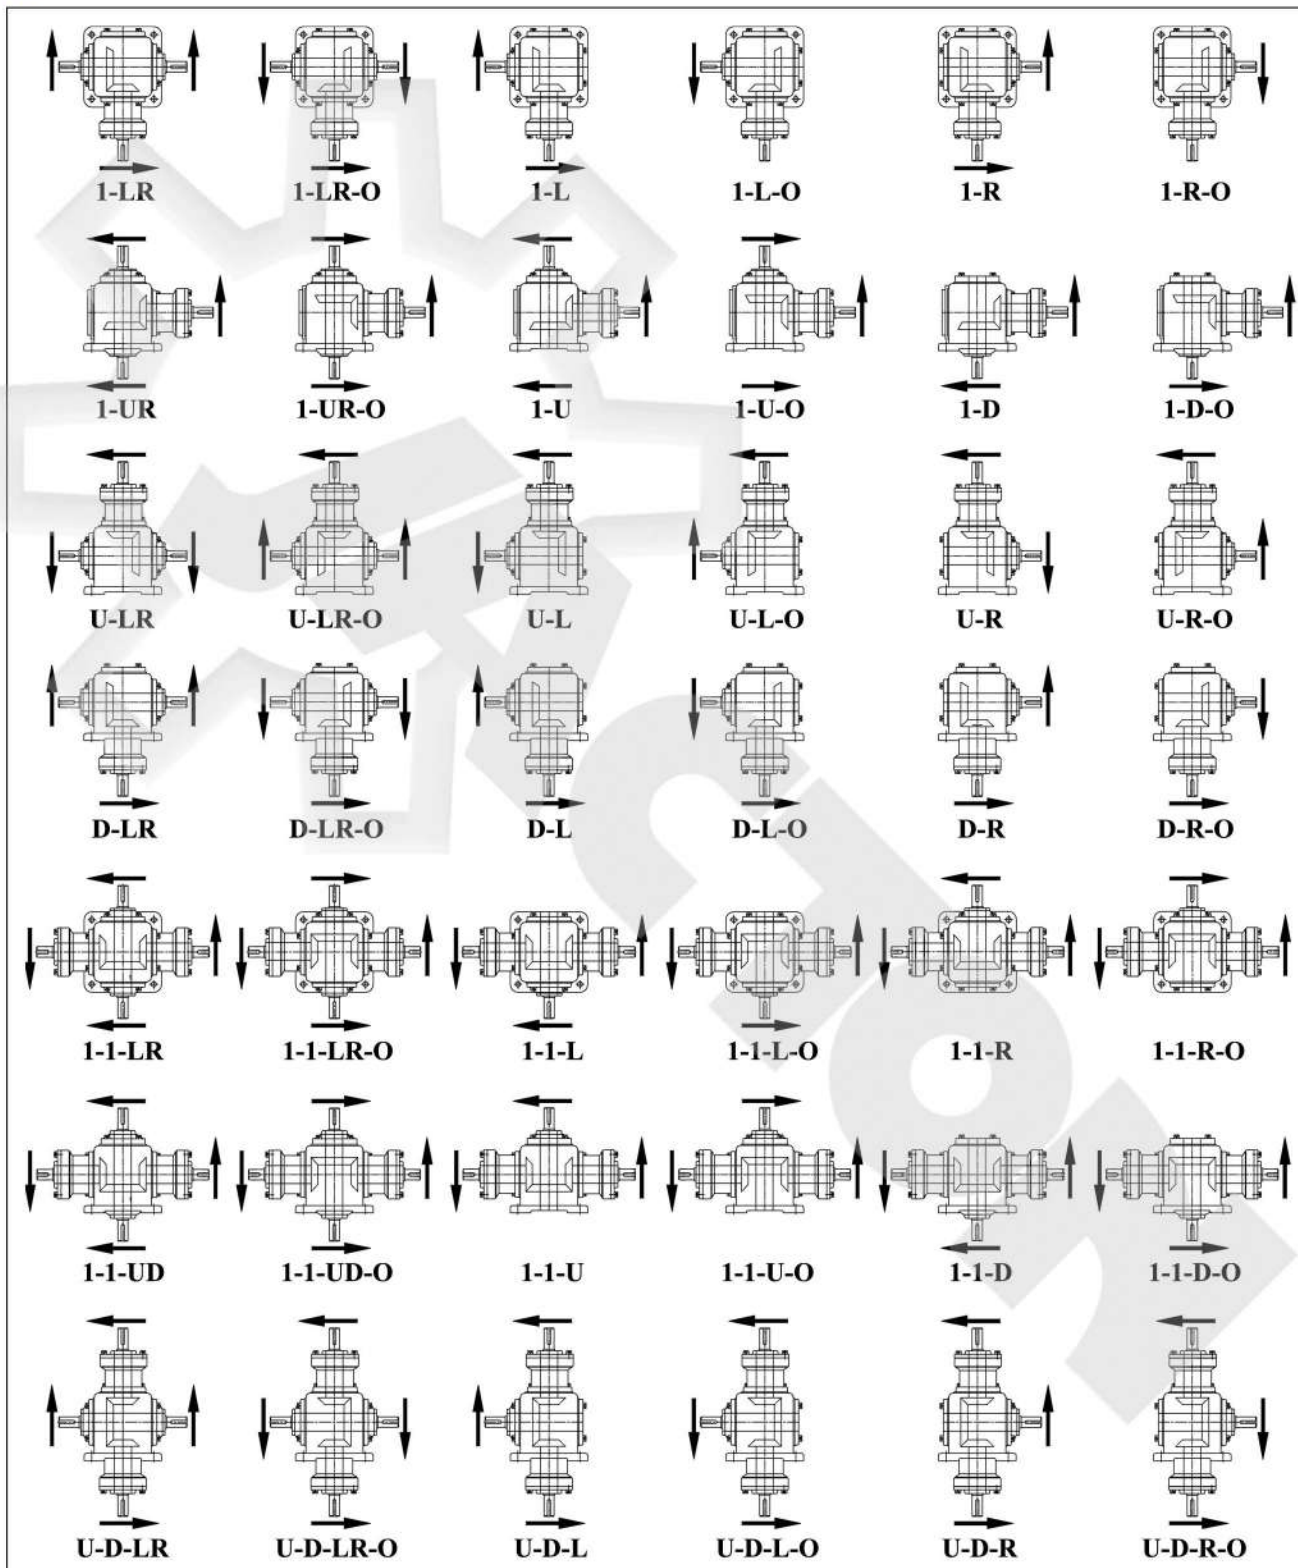 1-LR 1-LR-O 1-L 1-L-O 1-R 1-R-O
1-UR 1-UR-O 1-U 1-U-O 1-D 1-D-O
U-LR U-LR-O U-L U-L-O U-R U-R-O
D-LR D-LR-O D-L D-L-O D-R D-R-O
1-1-LR 1-1-LR-O 1-1-L 1-1-L-O 1-1-R 1-1-R-O
1-1-UD 1-1-UD-O 1-1-U 1-1-U-O 1-1-D 1-1-D-O
U-D-LR U-D-LR-O U-D-L U-D-L-O U-D-R U-D-R-O